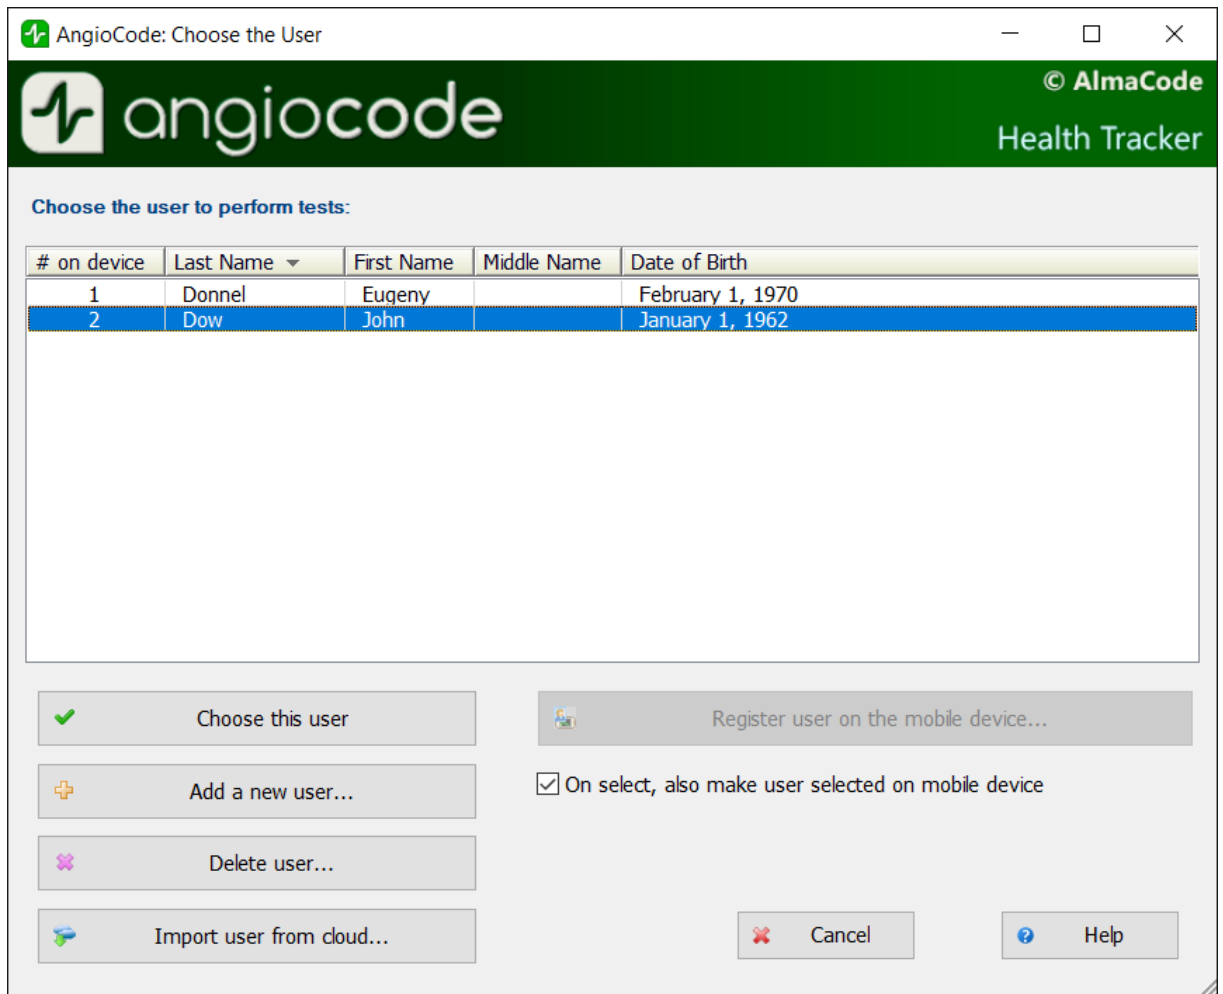 AngioCode: Choose the User
angiocode
© AlmaCode
Health Tracker
Choose the user to perform tests:
# on device Last Name First Name Middle Name Date of Birth
1 Donnel Eugeny February 1, 1970
2 Dow John January 1, 1962
Choose this user
Register user on the mobile device...
Add a new user...
On select, also make user selected on mobile device
Delete user...
Import user from cloud...
Cancel
Help